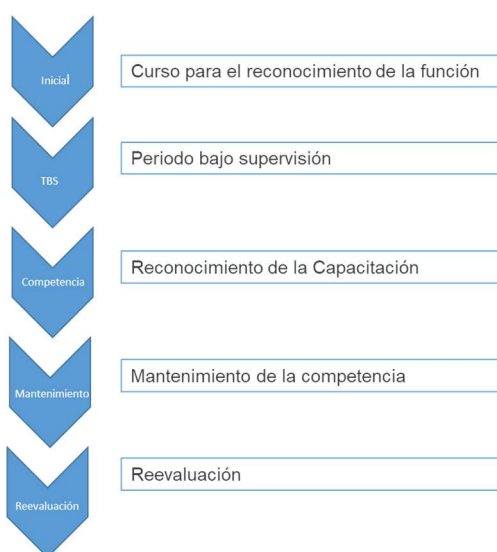 Inicial
Curso para el reconocimiento de la función
TBS
Periodo bajo supervisión
Competencia
Reconocimiento de la Capacitación
Mantenimiento
Mantenimiento de la competencia
Reevaluación
Reevaluación